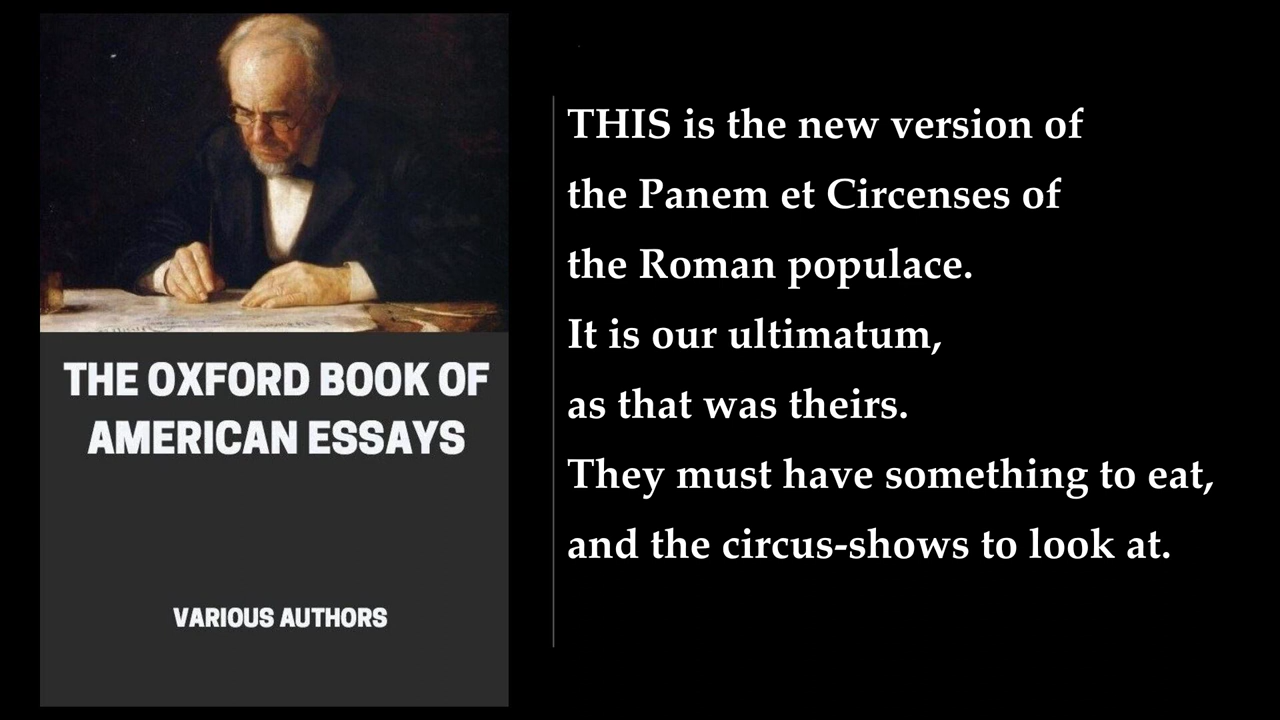 THE OXFORD BOOK OF
AMERICAN ESSAYS
VARIOUS AUTHORS
THIS is the new version of
the Panem et Circenses of
the Roman populace.
It is our ultimatum,
as that was theirs.
They must have something to eat,
and the circus-shows to look at.